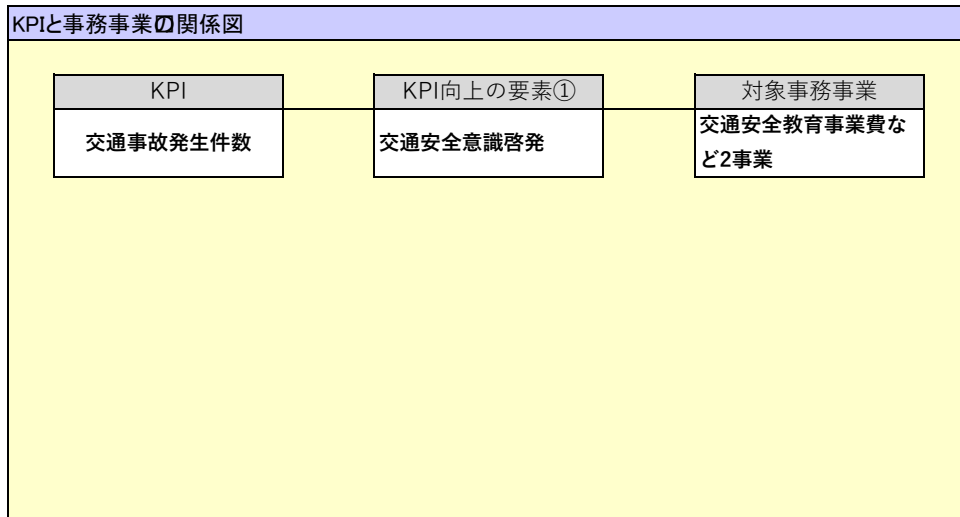 KPIと事務事業の関係図
KPI
KPI向上の要素①
対象事務事業
交通事故発生件数
交通安全意識啓発
交通安全教育事業費な
ど2事業